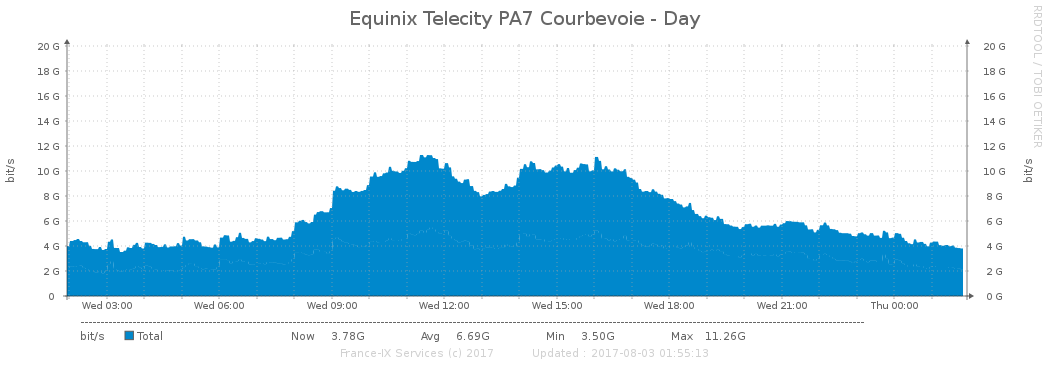 Equinix Telecity PA7 Courbevoie - Day
RRDTOOL / TOBI OETIKER
bit/s
bit/s
20 G 20 G
18 G 18 G
16 G 16 G
14 G 14 G
12 G 12 G
10 G 10 G
8 G 8 G
6 G 6 G
4 G 4 G
2 G 2 G
0 0 G
Wed 03:00 Wed 06:00 Wed 09:00 Wed 12:00 Wed 15:00 Wed 18:00 Wed 21:00 Thu 00:00
bit/s Total Now 3.78G Avg 6.69G Min 3.50G Max 11.26G
France-IX Services (c) 2017 Updated : 2017-08-03 01:55:13